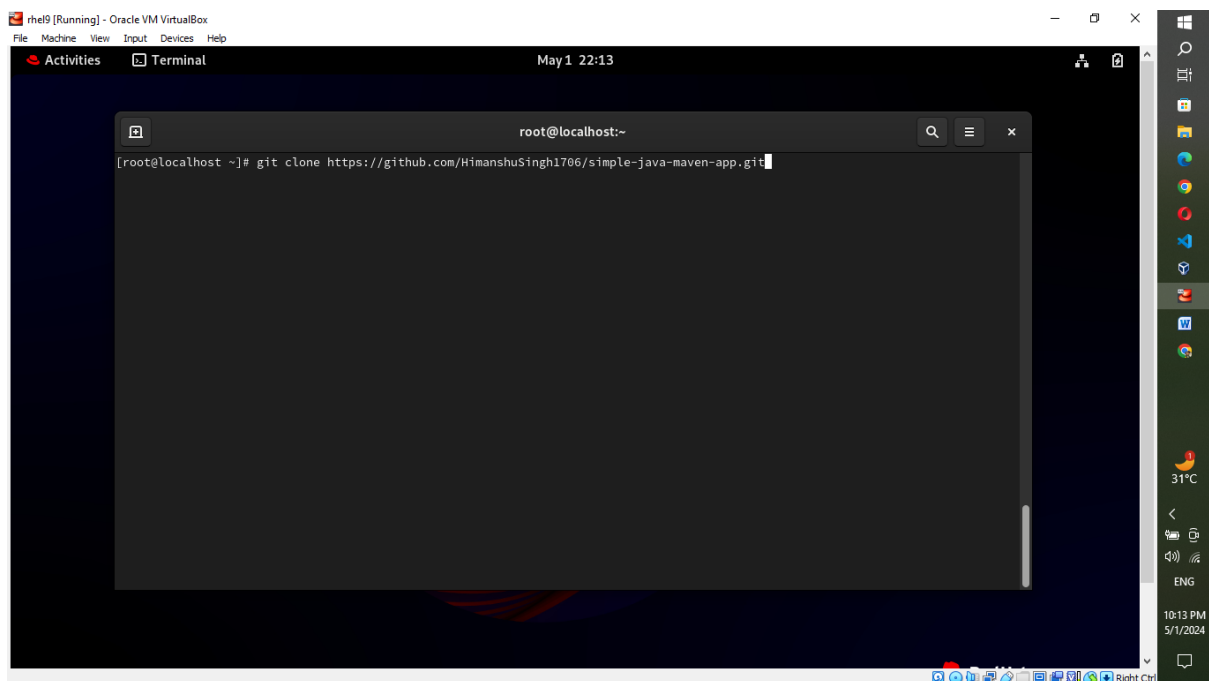 rhel9 [Running] - Oracle VM VirtualBox
File Machine View Input Devices Help
Activities Terminal May 1 22:13
root@localhost:~
[root@localhost ~]# git clone https://github.com/HimanshuSingh1706/simple-java-maven-app.git
1
31°C
ENG
10:13 PM
5/1/2024
Right Ctrl